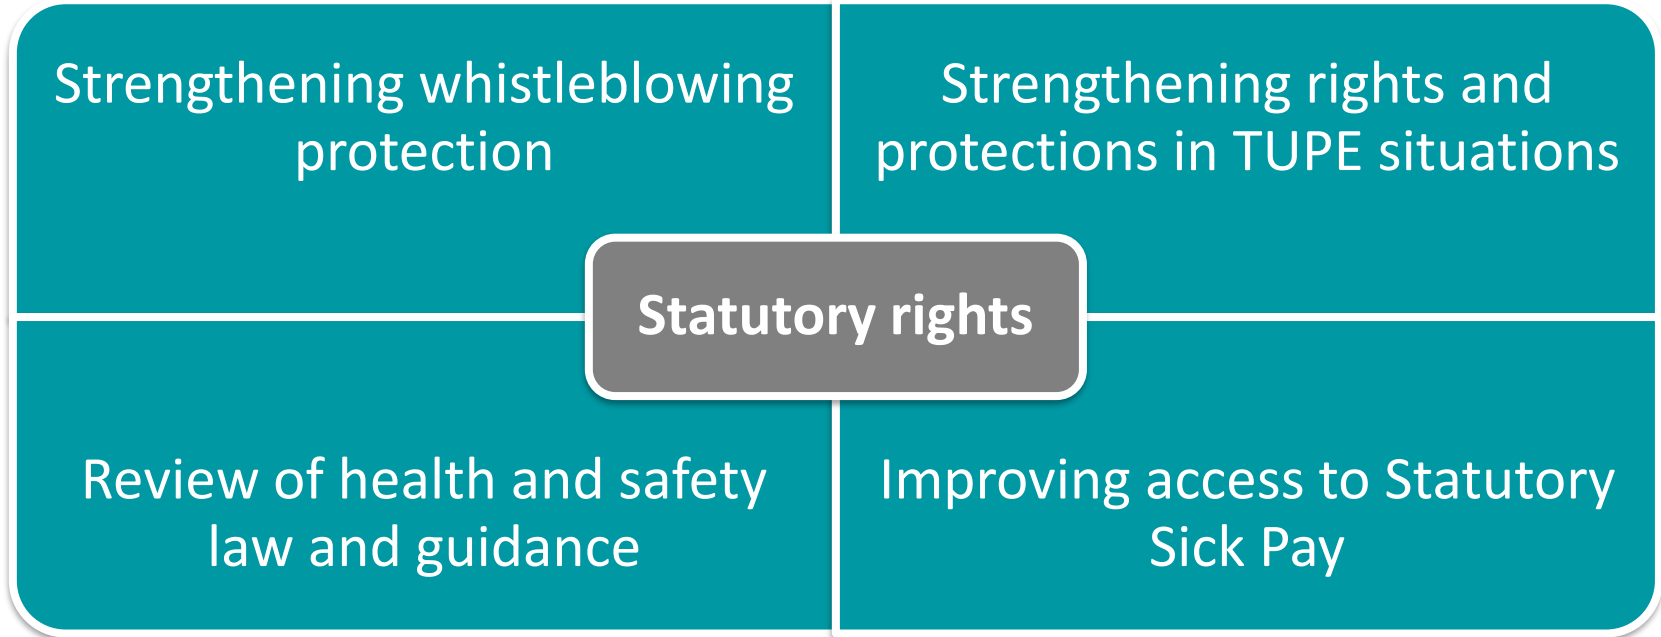 Strengthening whistleblowing
protection
Strengthening rights and
protections in TUPE situations
Statutory rights
Review of health and safety
law and guidance
Improving access to Statutory
Sick Pay